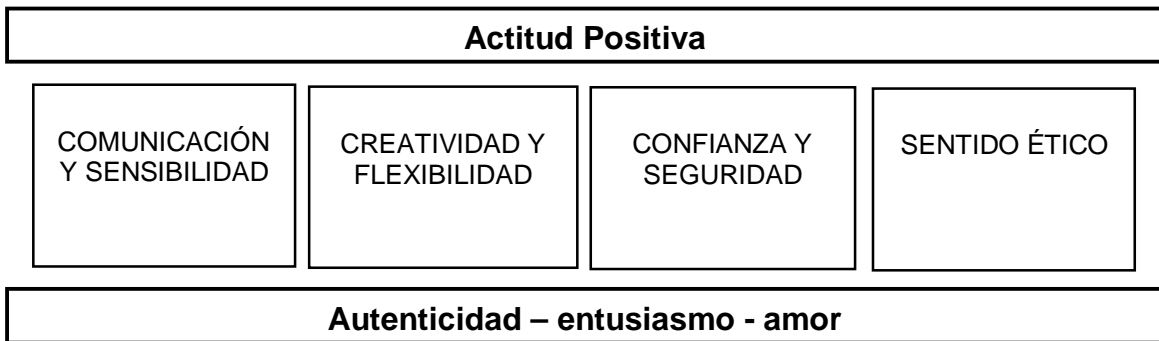 Actitud Positiva
COMUNICACIÓN
Y SENSIBILIDAD
CREATIVIDAD Y
FLEXIBILIDAD
CONFIANZA Y
SEGURIDAD
SENTIDO ÉTICO
Autenticidad – entusiasmo - amor